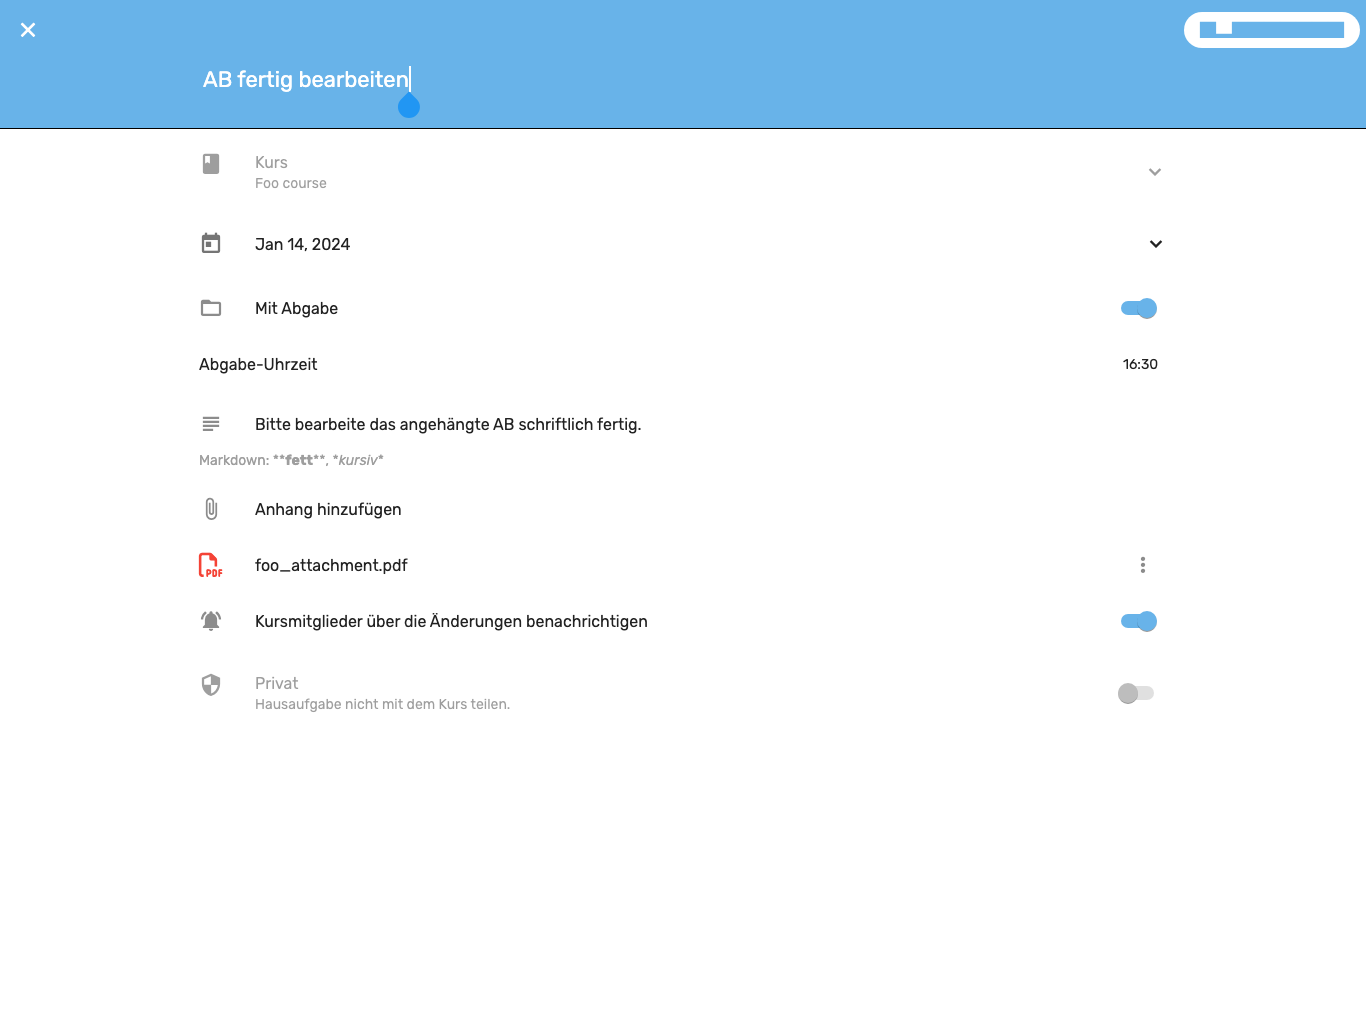 AB fertig bearbeiten
Kurs
Foo course
Jan 14, 2024
Mit Abgabe
Abgabe-Uhrzeit 16:30
Bitte bearbeite das angehängte AB schriftlich fertig.
Markdown: **fett**, *kursiv*
Anhang hinzufügen
PDF foo_attachment.pdf
Kursmitglieder über die Änderungen benachrichtigen
Privat
Hausaufgabe nicht mit dem Kurs teilen.